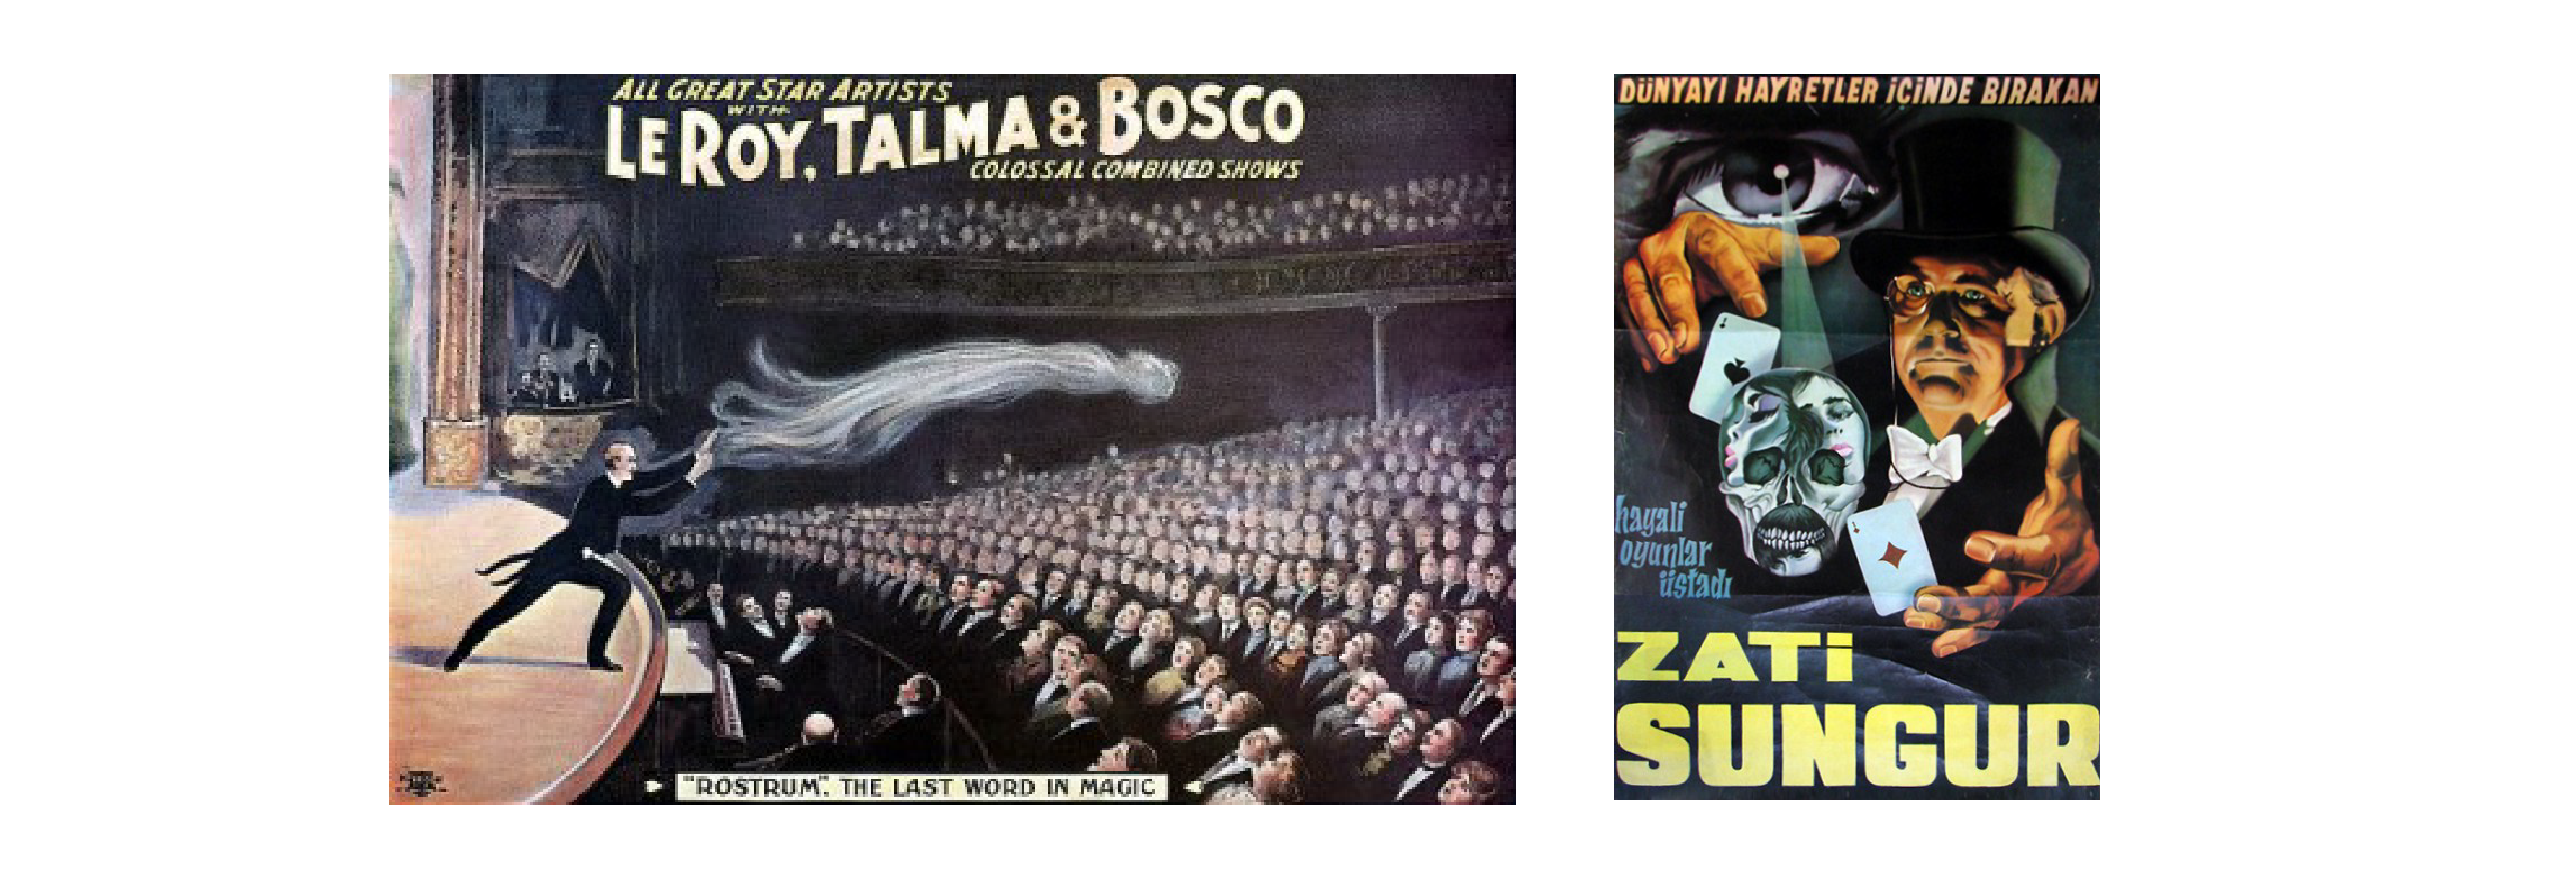 ALL GREAT STAR ARTISTS
WITH
LE ROY, TALMA & BOSCO
COLOSSAL COMBINED SHOWS
"ROSTRUM". THE LAST WORD IN MAGIC
DÜNYAYI HAYRETLER İCİNDE BIRAKAN
hayali
oyunlar
üstadı
ZATİ
SUNGUR